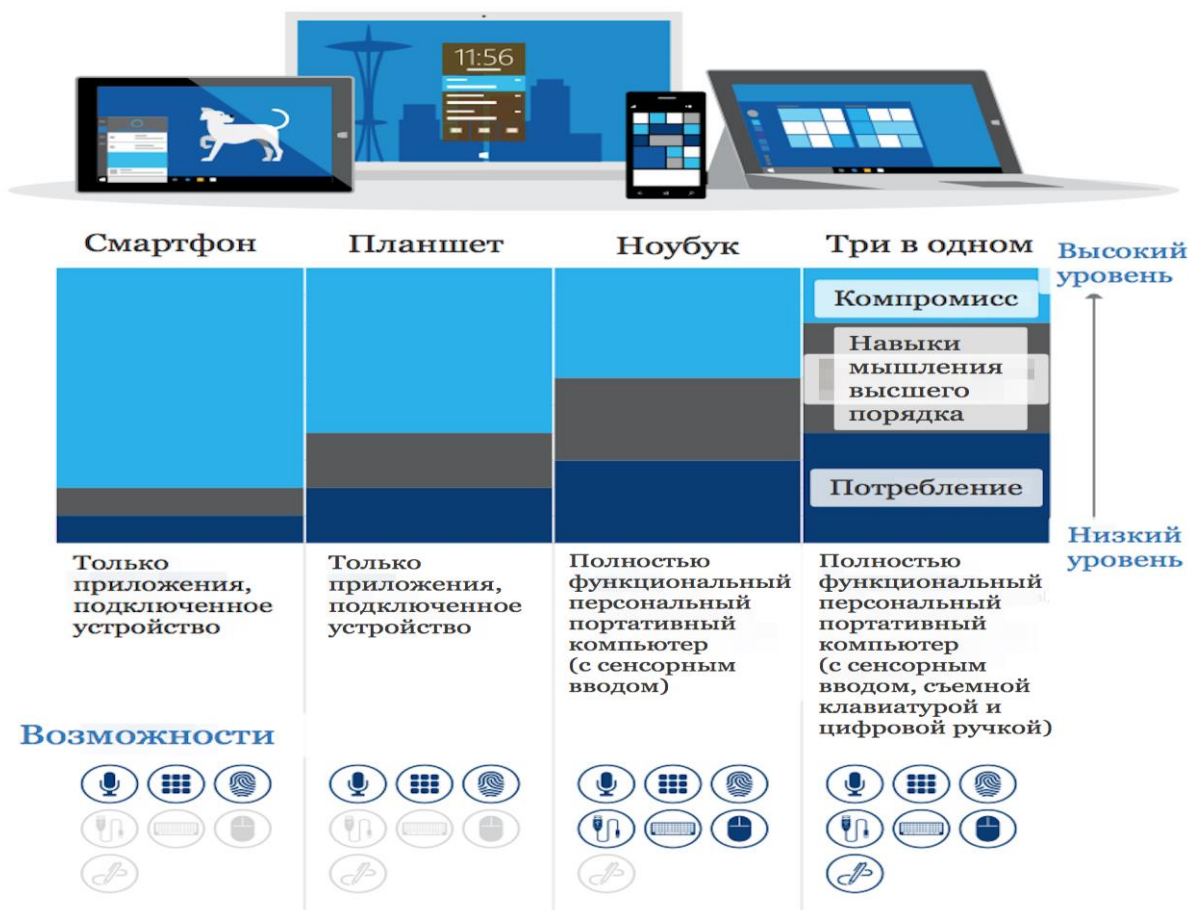 11:56
Смартфон
Планшет
Ноубук
Три в одном
Высокий
уровень
Компромисс
Навыки
мышления
высшего
порядка
Потребление
Низкий
уровень
Только
приложения,
подключенное
устройство
Только
приложения,
подключенное
устройство
Полностью
функциональный
персональный
портативный
компьютер
(с сенсорным
вводом)
Полностью
функциональный
персональный
портативный
компьютер
(с сенсорным
вводом, съемной
клавиатурой и
цифровой ручкой)
Возможности